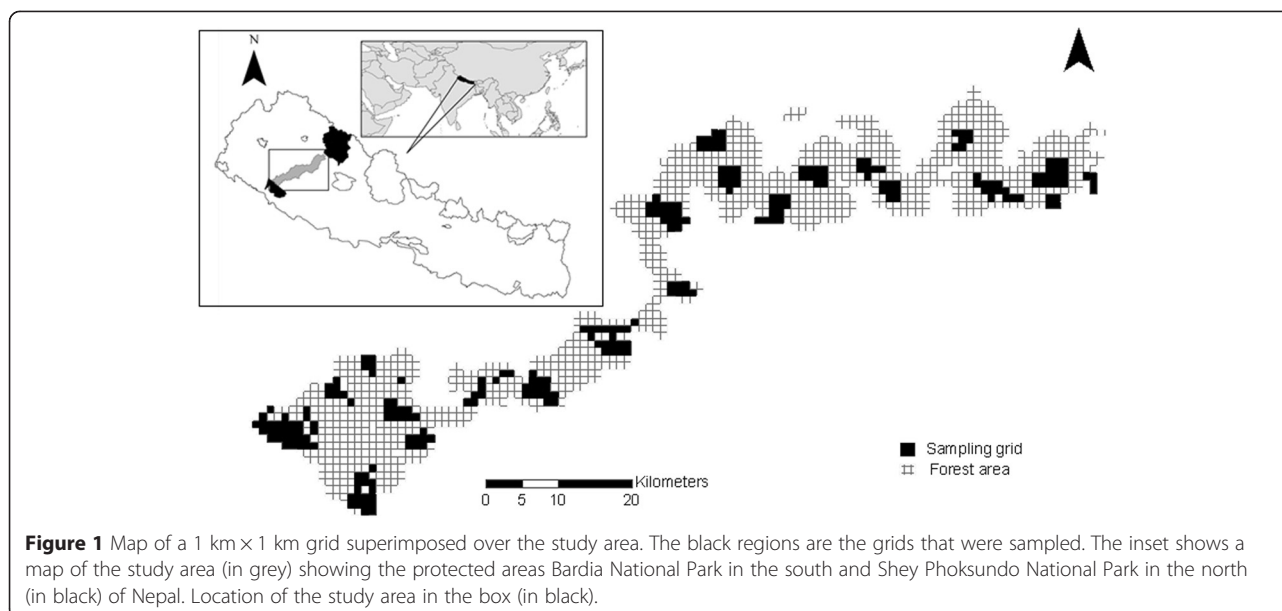 N
Sampling grid
Forest area
Kilometers
0 5 10 20
Figure 1 Map of a 1 km × 1 km grid superimposed over the study area. The black regions are the grids that were sampled. The inset shows a
map of the study area (in grey) showing the protected areas Bardia National Park in the south and Shey Phoksundo National Park in the north
(in black) of Nepal. Location of the study area in the box (in black).